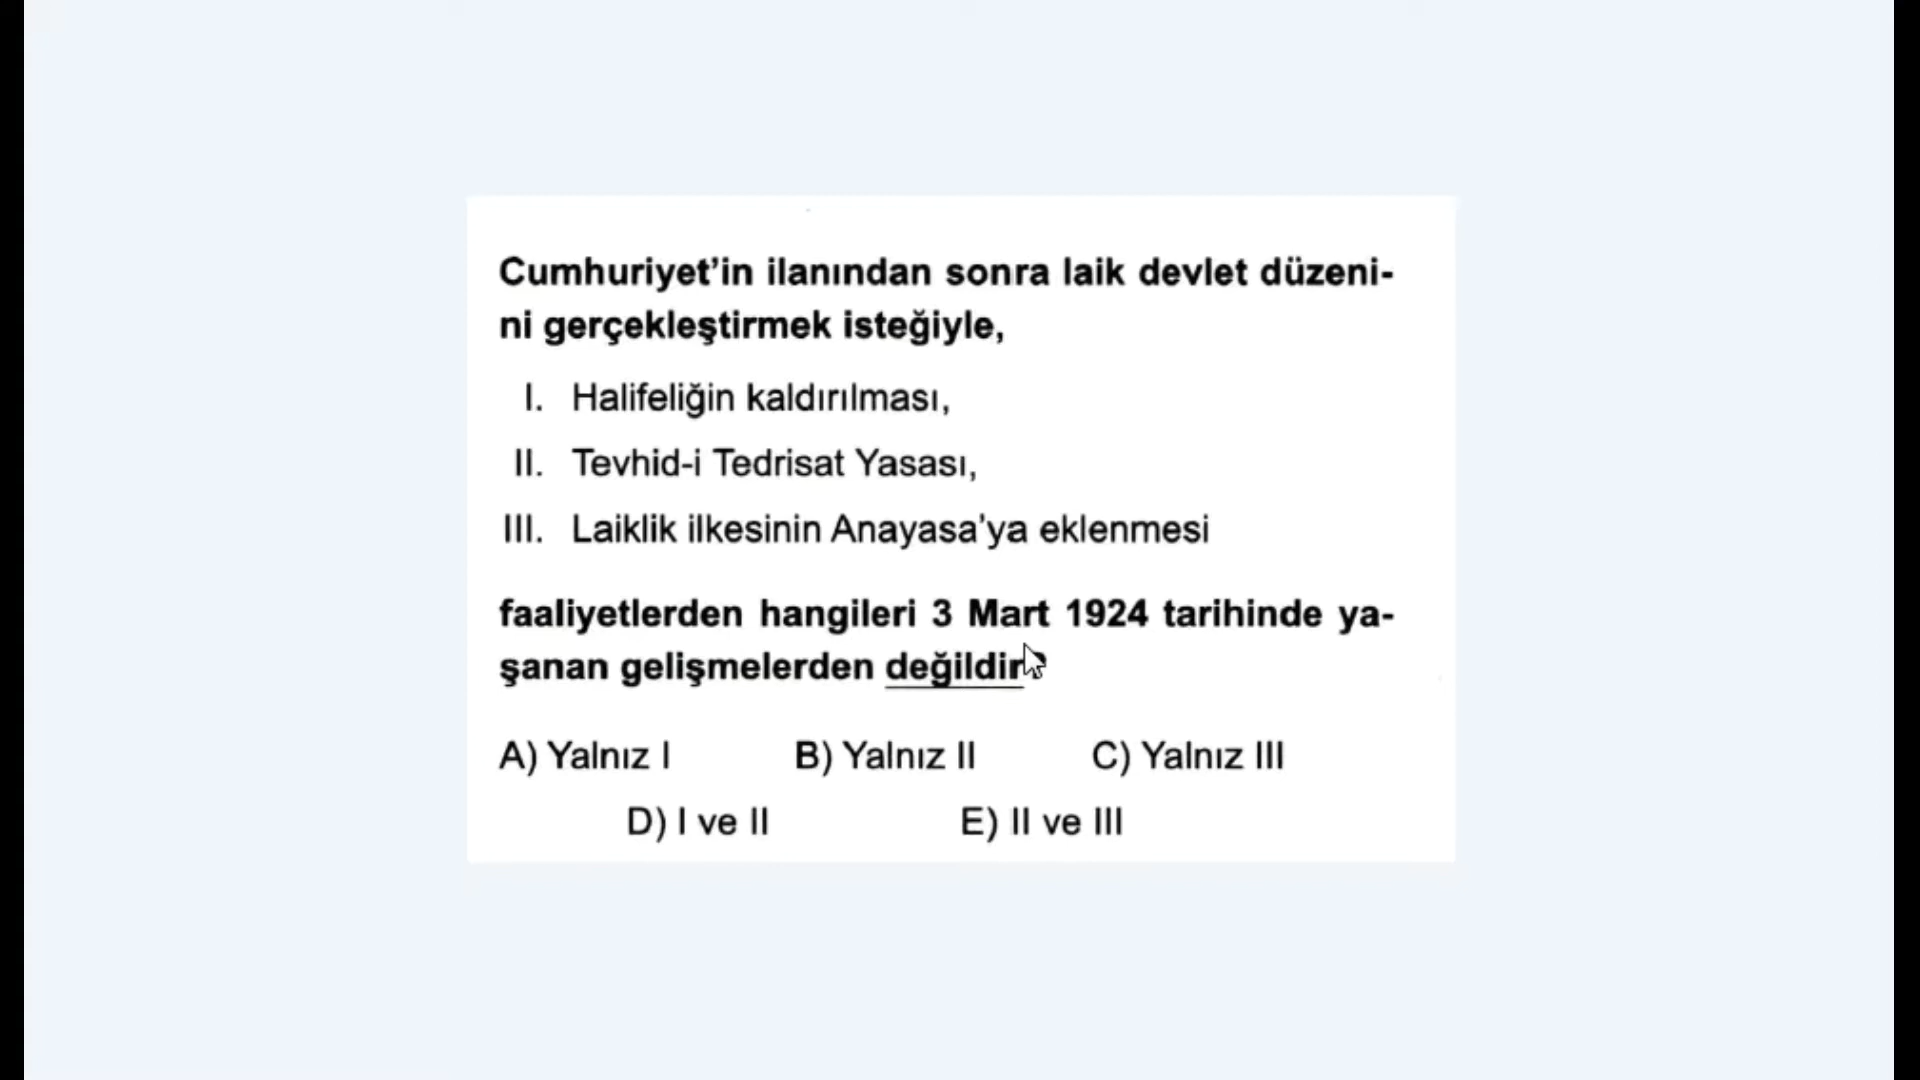 Cumhuriyet'in ilanından sonra laik devlet düzeni-
ni gerçekleştirmek isteğiyle,
I. Halifeliğin kaldırılması,
II. Tevhid-i Tedrisat Yasası,
III. Laiklik ilkesinin Anayasa'ya eklenmesi
faaliyetlerden hangileri 3 Mart 1924 tarihinde ya-
şanan gelişmelerden değildir?
A) Yalnız I B) Yalnız II C) Yalnız III
D) I ve II E) II ve III